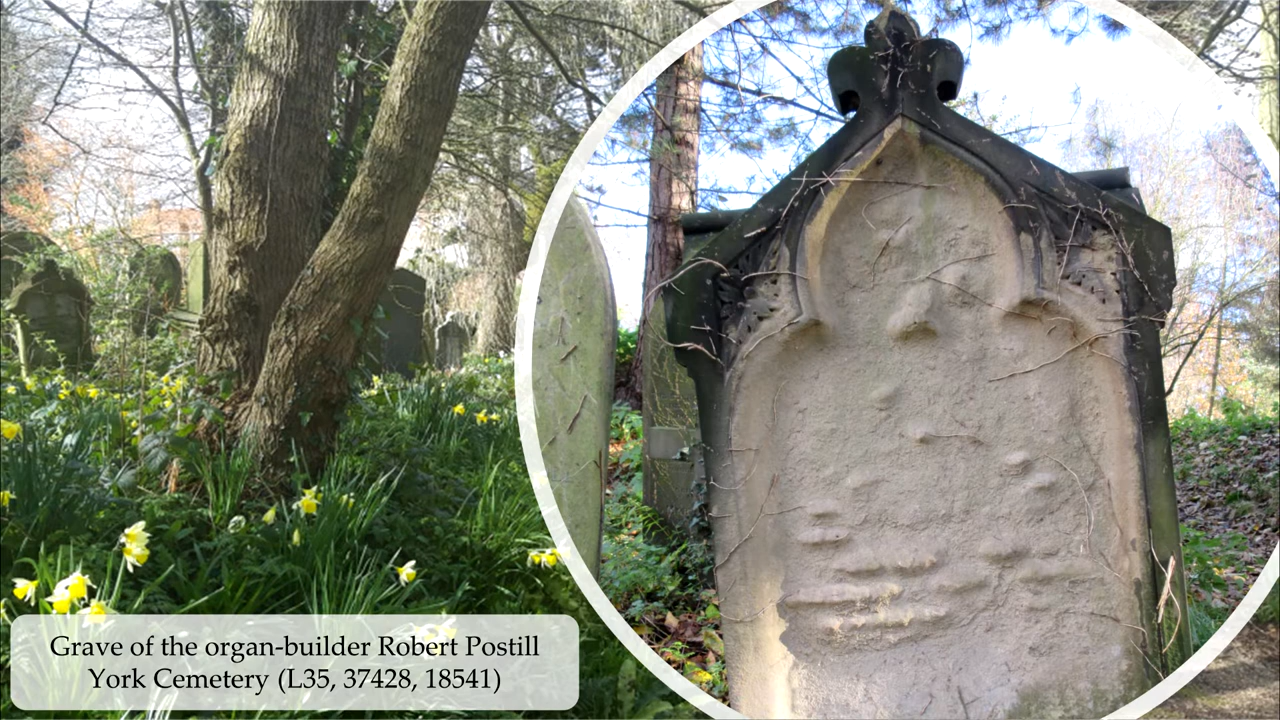 Grave of the organ-builder Robert Postill
York Cemetery (L35, 37428, 18541)